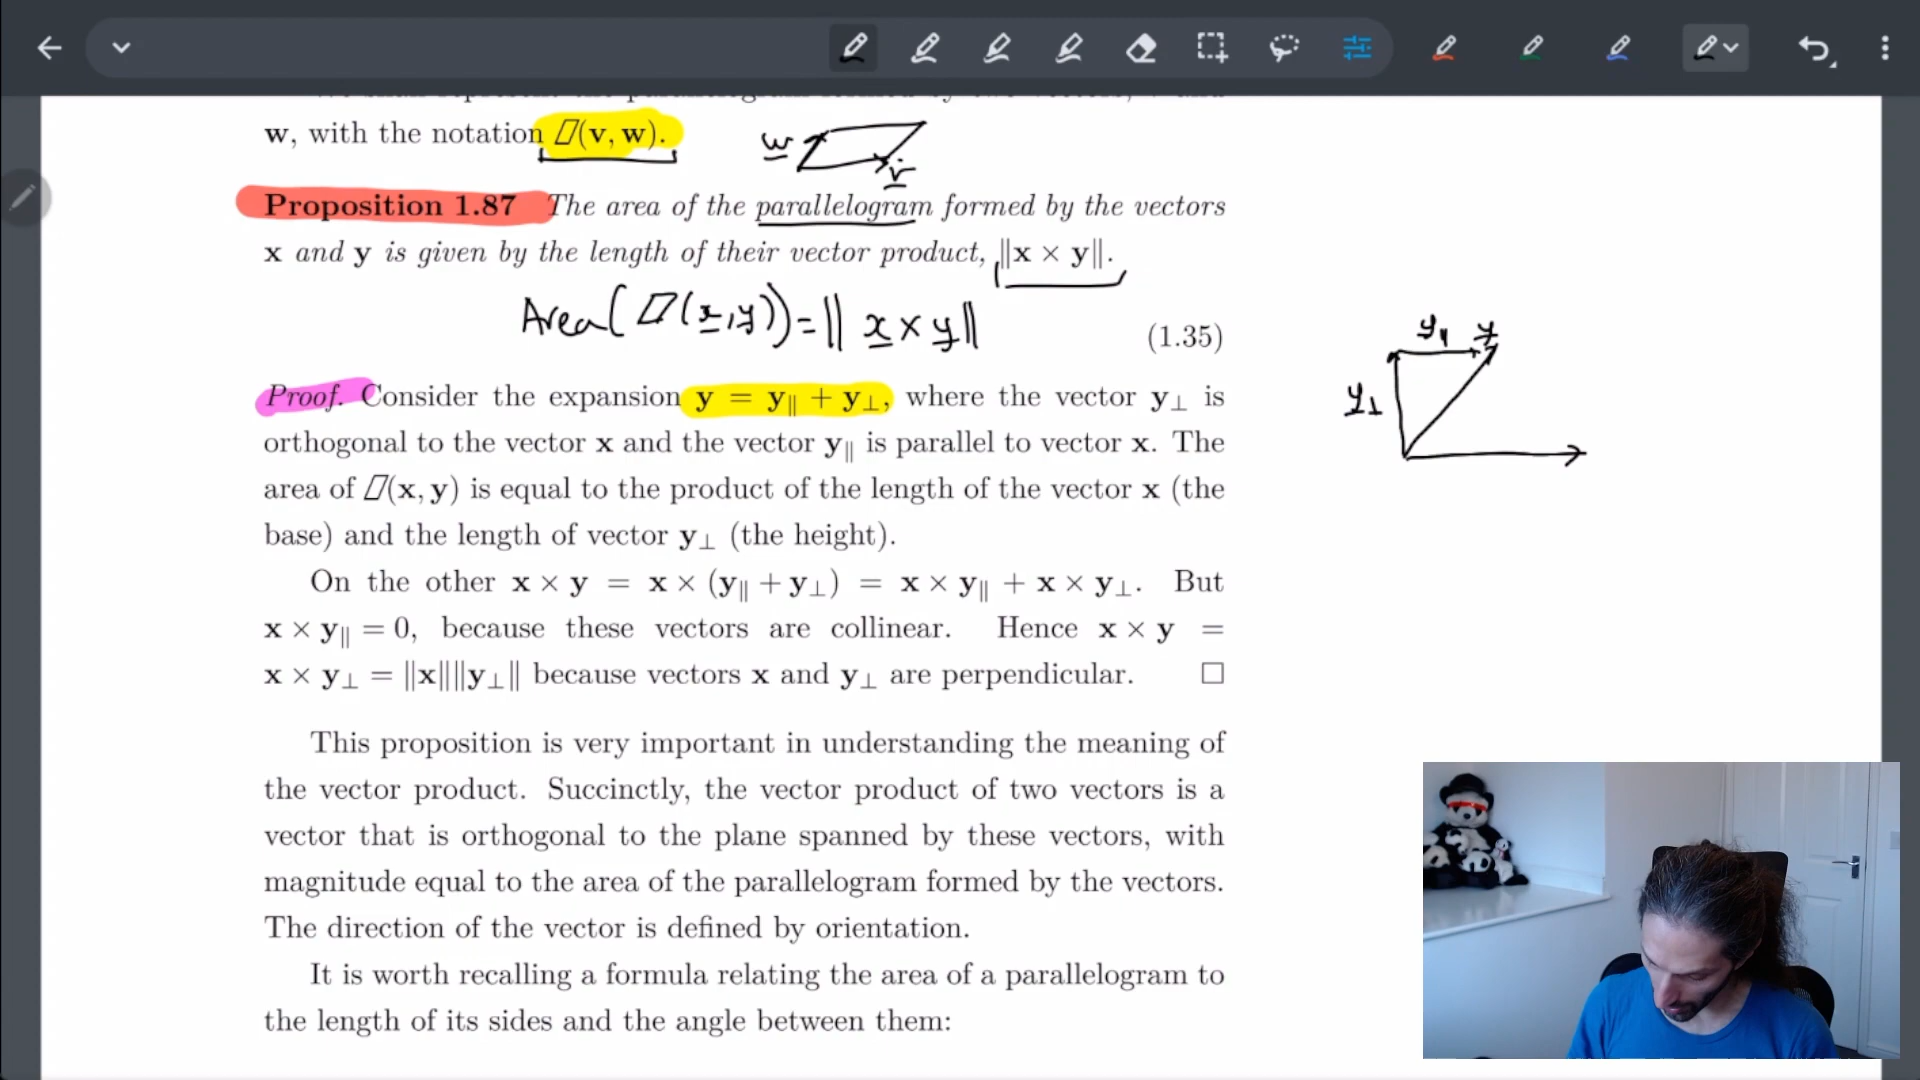 w, with the notation ▱(v, w).
w
v
Proposition 1.87 The area of the parallelogram formed by the vectors
x and y is given by the length of their vector product, ‖x × y‖.
Area(▱(x,y))=‖x×y‖
(1.35)
y∥ y
y⊥
Proof. Consider the expansion y = y∥ + y⊥, where the vector y⊥ is
orthogonal to the vector x and the vector y∥ is parallel to vector x. The
area of ▱(x, y) is equal to the product of the length of the vector x (the
base) and the length of vector y⊥ (the height).
On the other x × y = x × (y∥ + y⊥) = x × y∥ + x × y⊥. But
x × y∥ = 0, because these vectors are collinear. Hence x × y =
x × y⊥ = ‖x‖‖y⊥‖ because vectors x and y⊥ are perpendicular. □
This proposition is very important in understanding the meaning of
the vector product. Succinctly, the vector product of two vectors is a
vector that is orthogonal to the plane spanned by these vectors, with
magnitude equal to the area of the parallelogram formed by the vectors.
The direction of the vector is defined by orientation.
It is worth recalling a formula relating the area of a parallelogram to
the length of its sides and the angle between them: